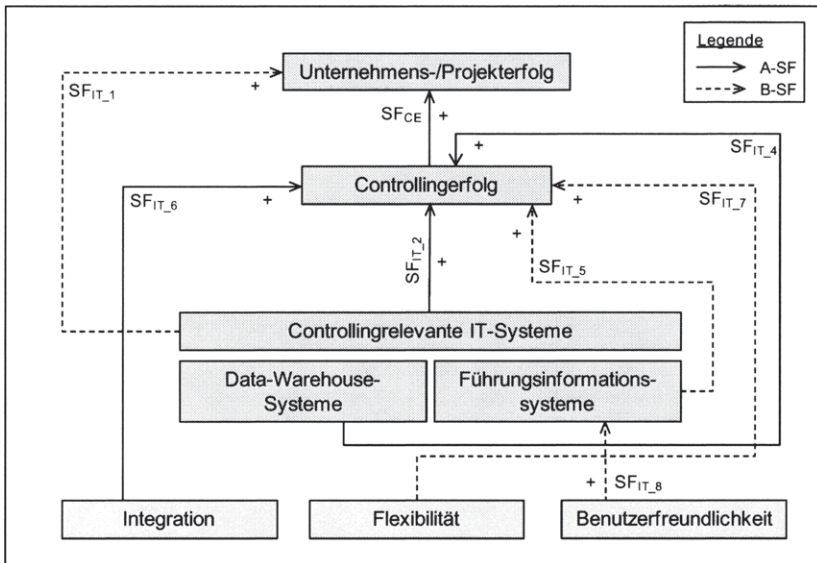 Legende
A-SF
B-SF
Unternehmens-/Projekterfolg
SF_IT_1
+
SF_CE
+
+
SF_IT_4
Controllingerfolg
SF_IT_6
+
+
SF_IT_7
SF_IT_2
+
+
SF_IT_5
Controllingrelevante IT-Systeme
Data-Warehouse-
Systeme
Führungsinformations-
systeme
+
SF_IT_8
Integration
Flexibilität
Benutzerfreundlichkeit